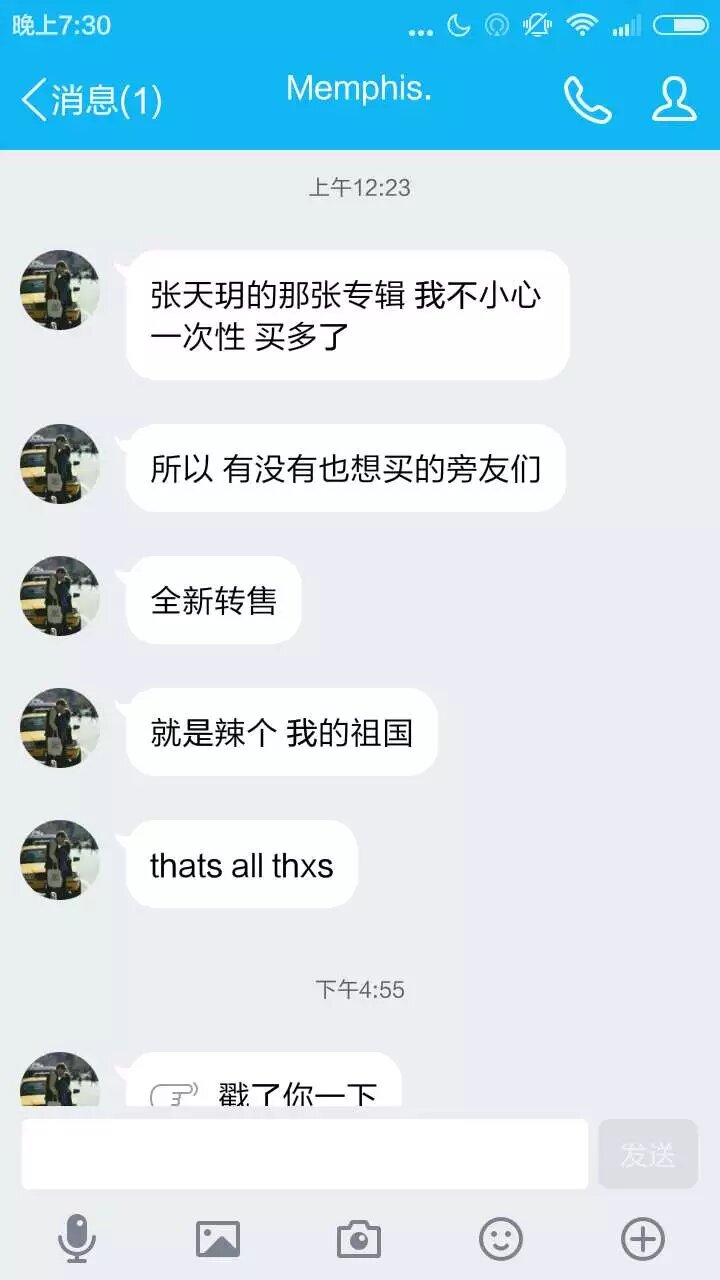 晚上7:30
消息(1)
Memphis.
上午12:23
张天玥的那张专辑 我不小心
一次性 买多了
所以 有没有也想买的旁友们
全新转售
就是辣个 我的祖国
thats all thxs
下午4:55
戳了你一下
发送